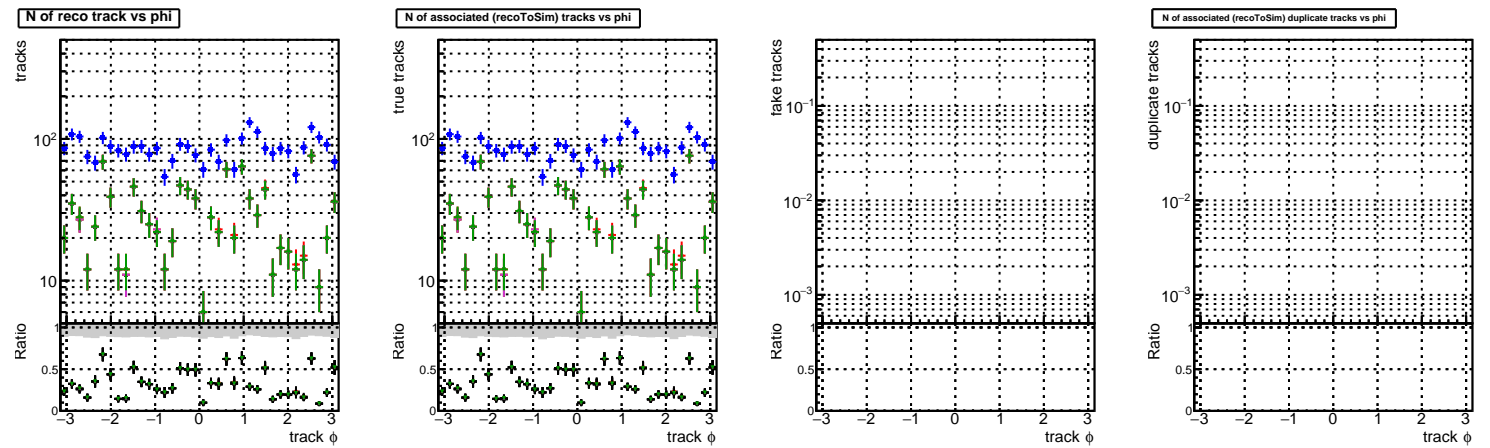 N of reco track vs phi
tracks
10²
10
Ratio
1
0.5
0
−3 −2 −1 0 1 2 3
track ϕ
N of associated (recoToSim) tracks vs phi
true tracks
10²
10
Ratio
1
0.5
0
−3 −2 −1 0 1 2 3
track ϕ
fake tracks
10⁻¹
10⁻²
10⁻³
Ratio
1
0.5
0
−3 −2 −1 0 1 2 3
track ϕ
N of associated (recoToSim) duplicate tracks vs phi
duplicate tracks
10⁻¹
10⁻²
10⁻³
Ratio
1
0.5
0
−3 −2 −1 0 1 2 3
track ϕ